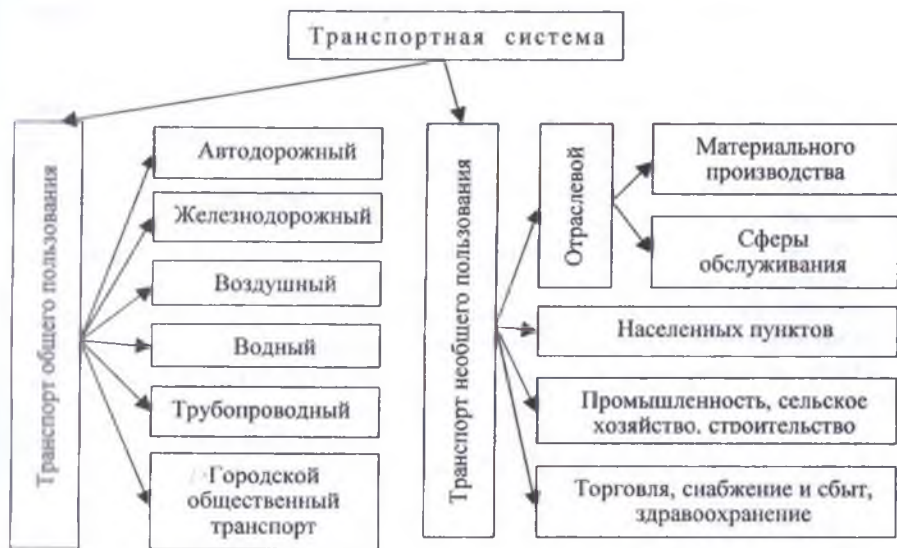 Транспортная система
Транспорт общего пользования
Автодорожный
Железнодорожный
Воздушный
Водный
Трубопроводный
Городской
общественный
транспорт
Транспорт необщего пользования
Отраслевой
Материального
производства
Сферы
обслуживания
Населенных пунктов
Промышленность, сельское
хозяйство, строительство
Торговля, снабжение и сбыт,
здравоохранение